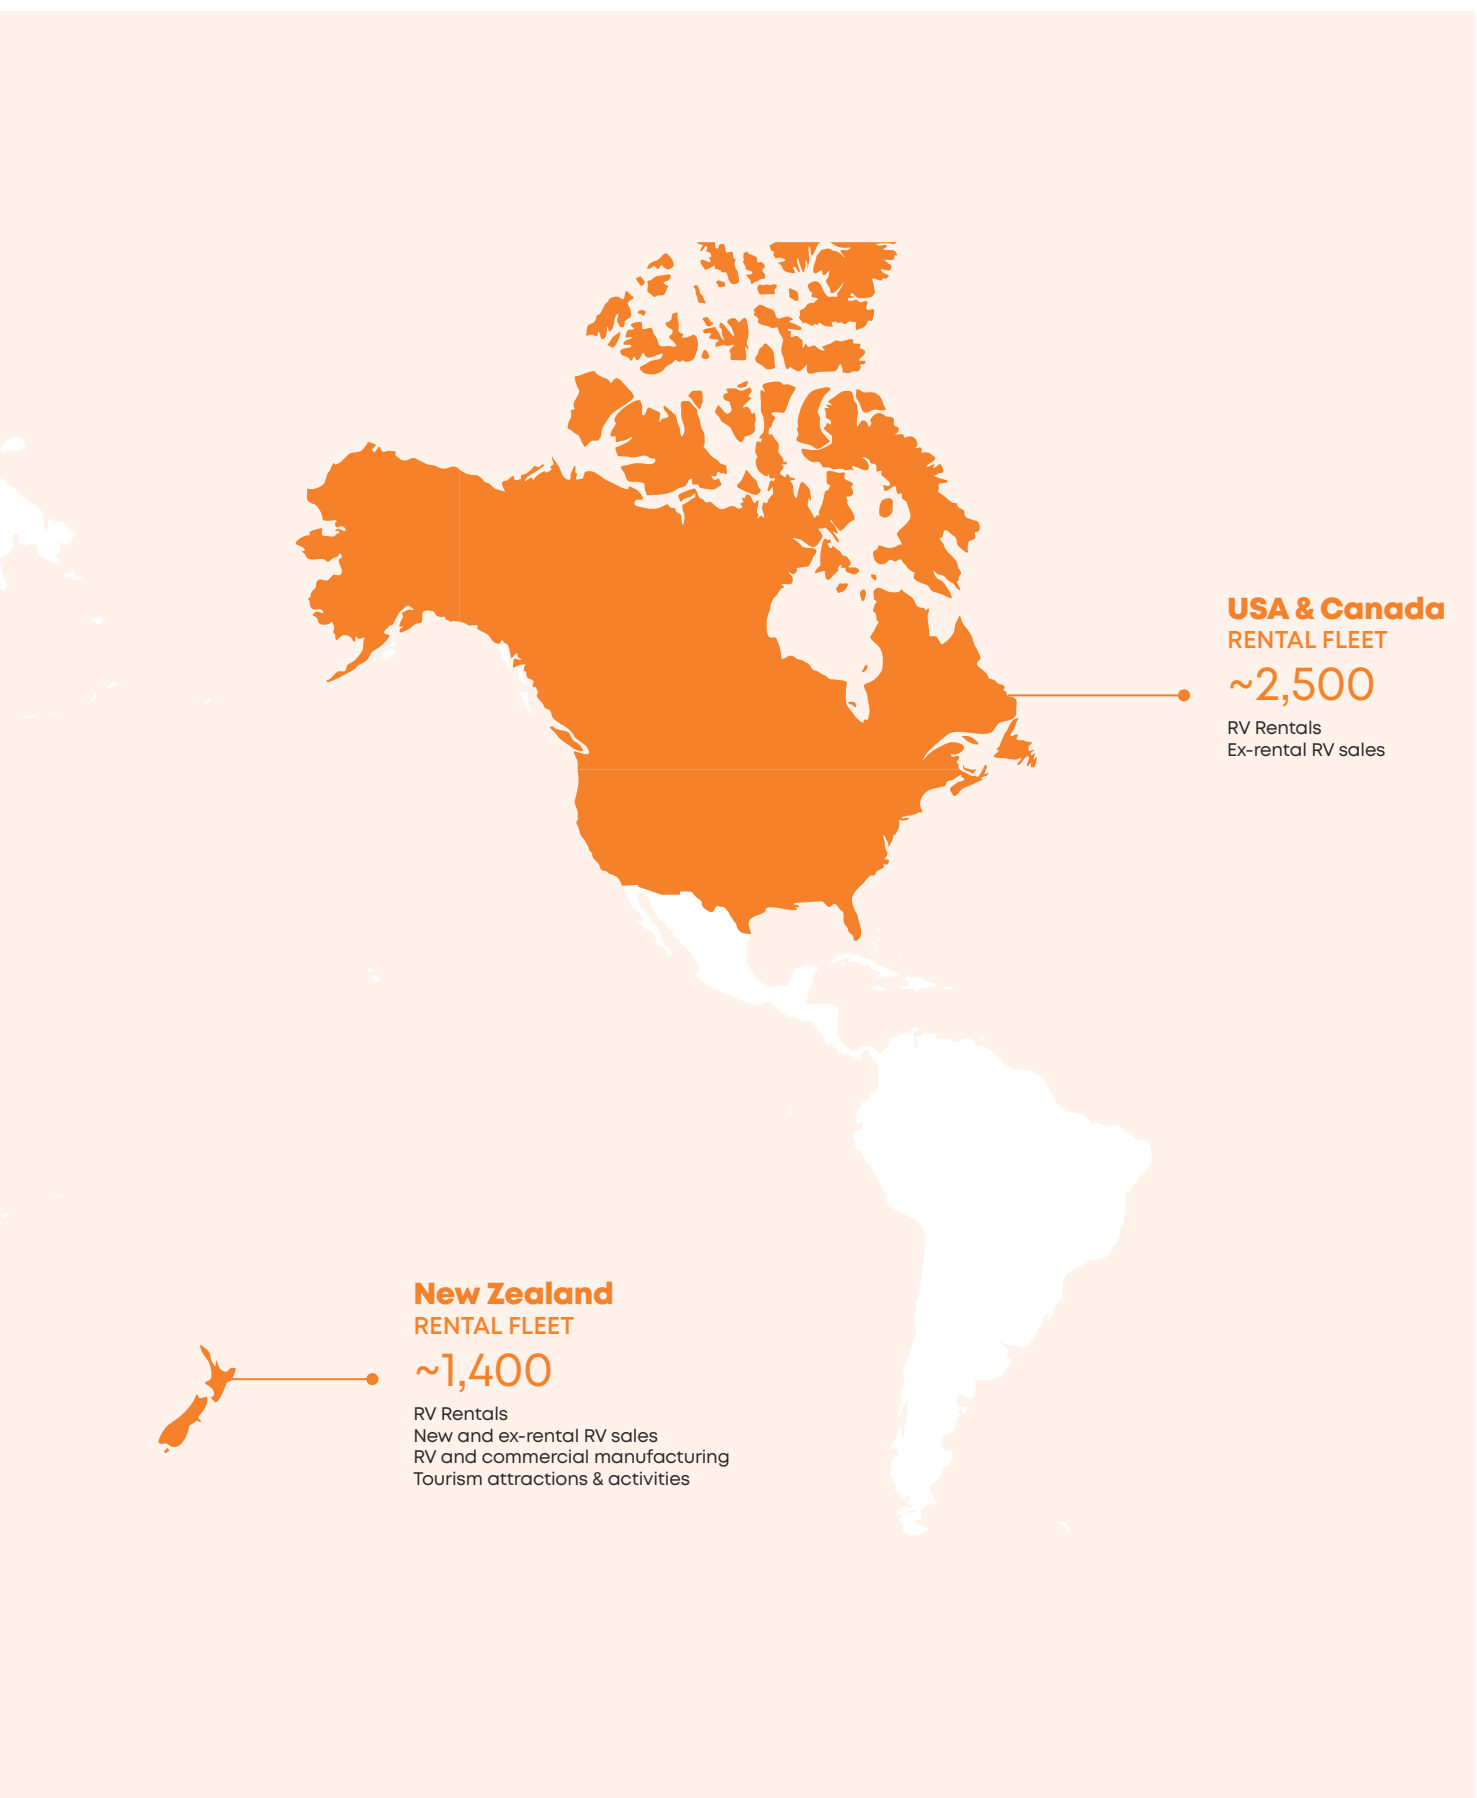 USA & Canada
RENTAL FLEET
~2,500
RV Rentals
Ex-rental RV sales
New Zealand
RENTAL FLEET
~1,400
RV Rentals
New and ex-rental RV sales
RV and commercial manufacturing
Tourism attractions & activities